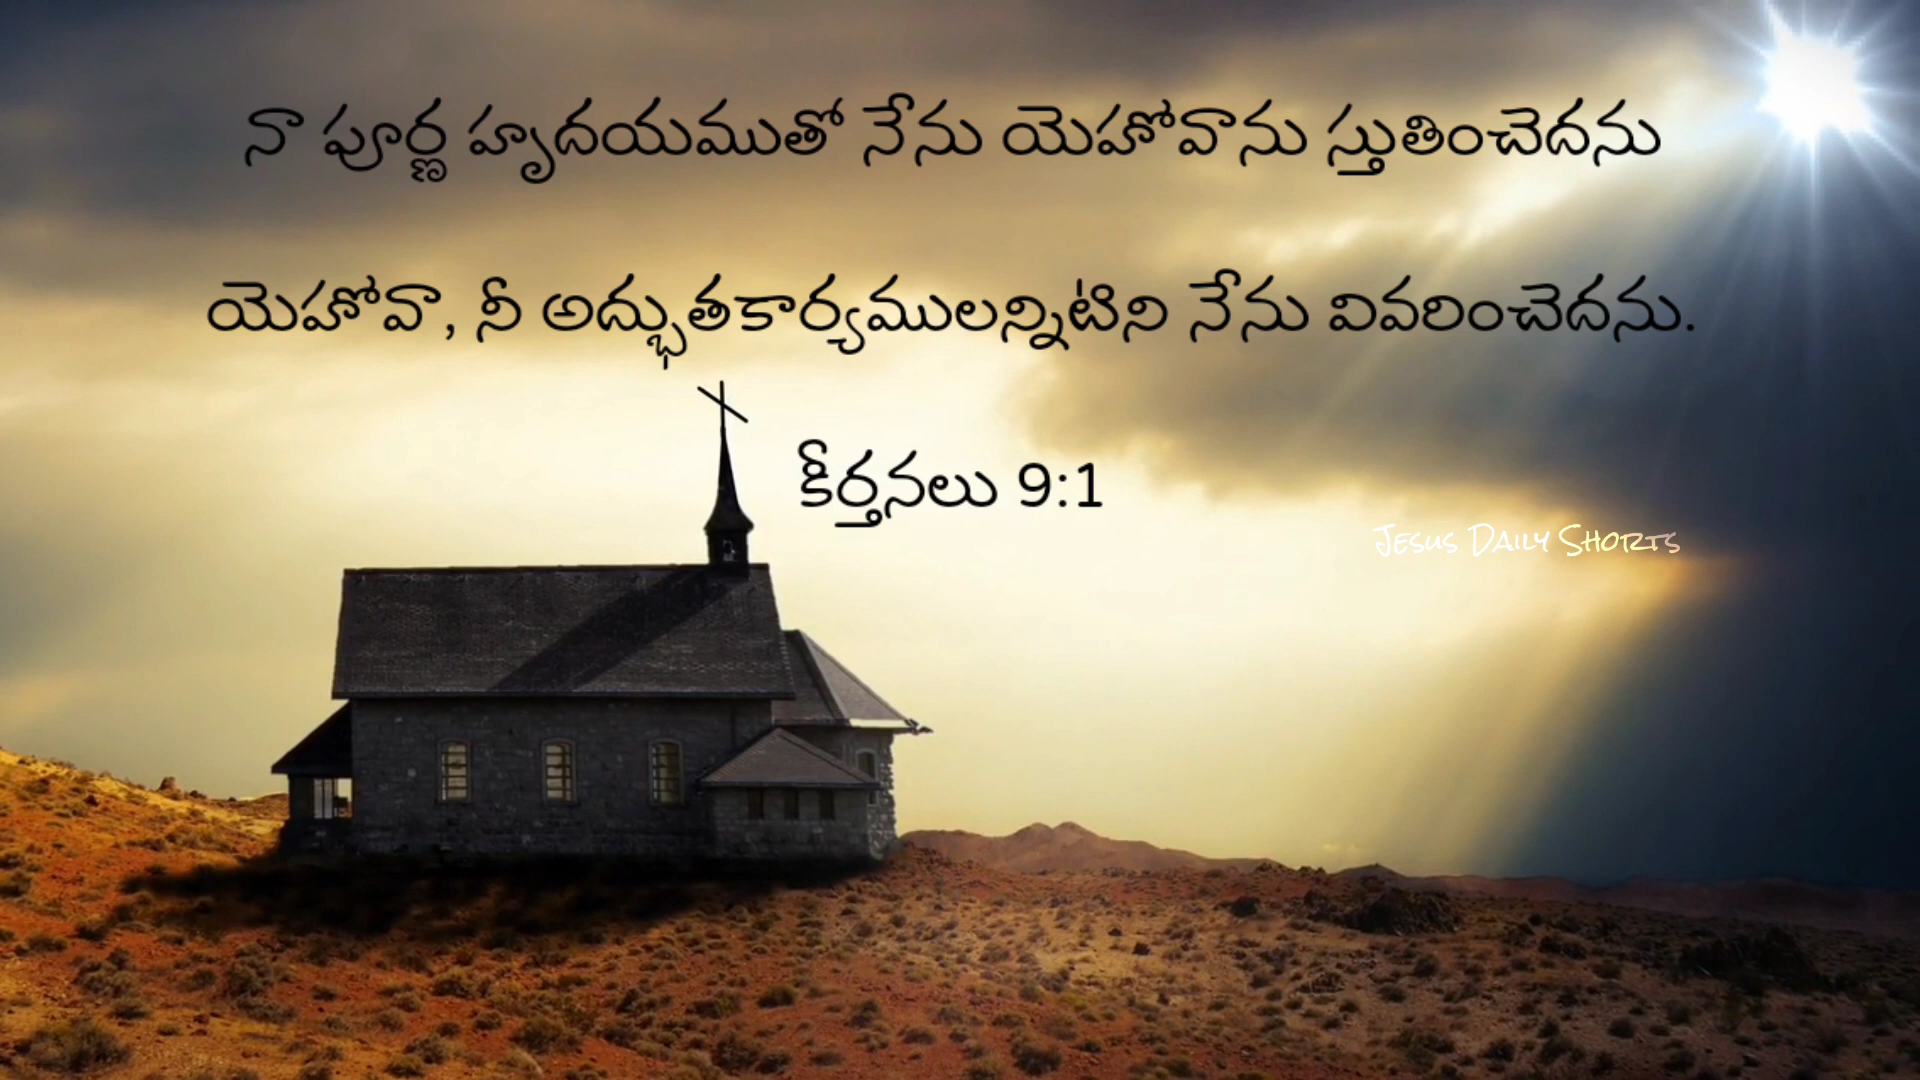 నా పూర్ణ హృదయముతో నేను యెహోవాను స్తుతించెదను
యెహోవా, నీ అద్భుతకార్యములన్నిటిని నేను వివరించెదను.
కీర్తనలు 9:1
Jesus Daily Shorts